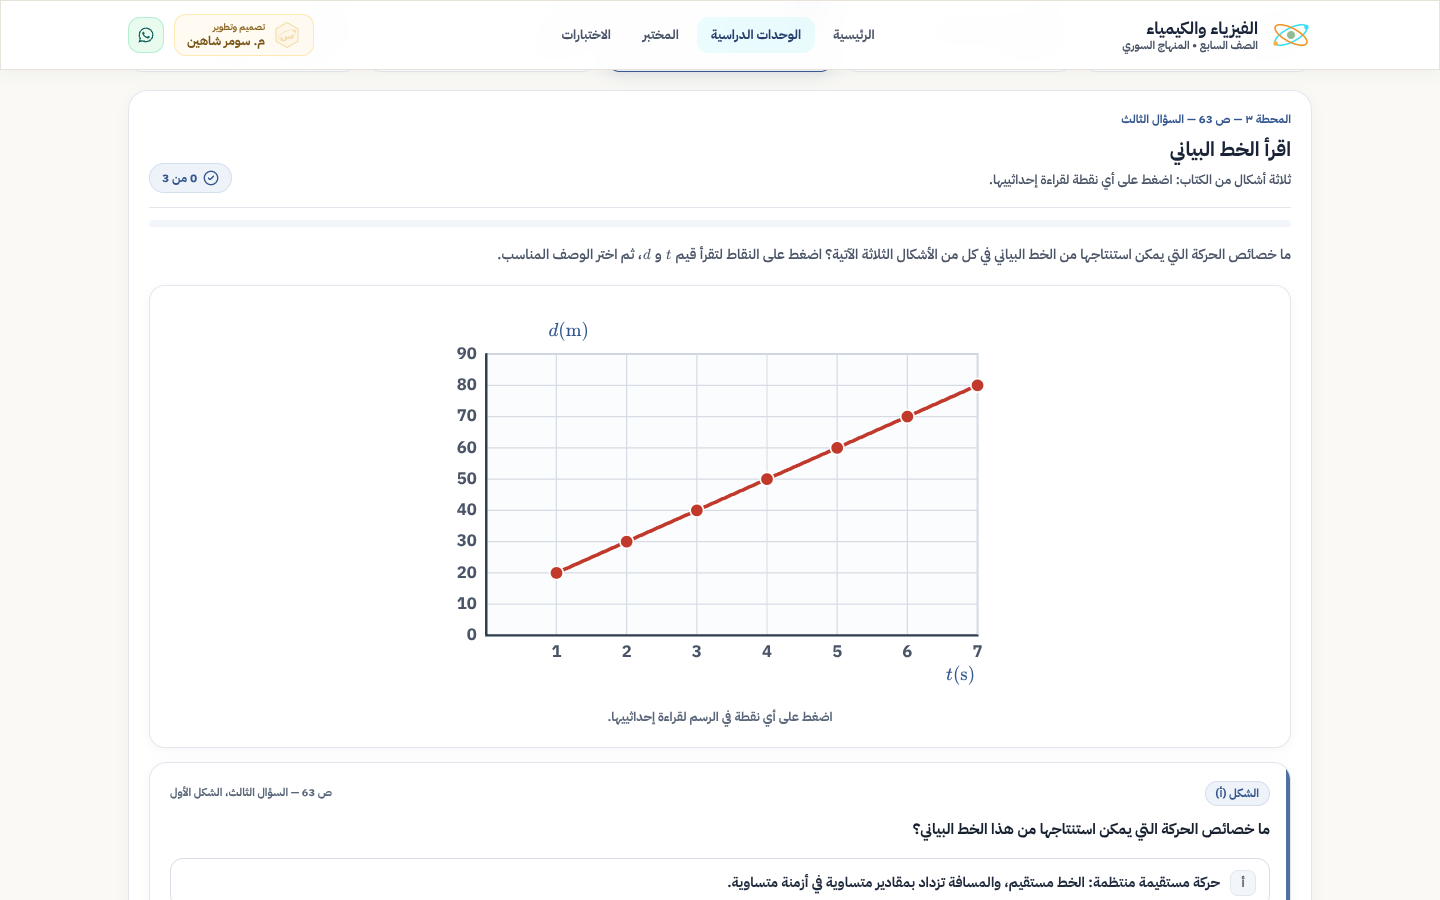 الفيزياء والكيمياء
الصف السابع • المنهاج السوري
الرئيسية
الوحدات الدراسية
المختبر
الاختبارات
تصميم وتطوير
م. سومر شاهين
المحطة ٣ — ص 63 — السؤال الثالث
اقرأ الخط البياني
ثلاثة أشكال من الكتاب: اضغط على أي نقطة لقراءة إحداثييها.
0 من 3
ما خصائص الحركة التي يمكن استنتاجها من الخط البياني في كل من الأشكال الثلاثة الآتية؟ اضغط على النقاط لتقرأ قيم t و d، ثم اختر الوصف المناسب.
d(m)
90
80
70
60
50
40
30
20
10
0
1 2 3 4 5 6 7
t(s)
اضغط على أي نقطة في الرسم لقراءة إحداثييها.
الشكل (أ)
ص 63 — السؤال الثالث، الشكل الأول
ما خصائص الحركة التي يمكن استنتاجها من هذا الخط البياني؟
أ
حركة مستقيمة منتظمة: الخط مستقيم، والمسافة تزداد بمقادير متساوية في أزمنة متساوية.